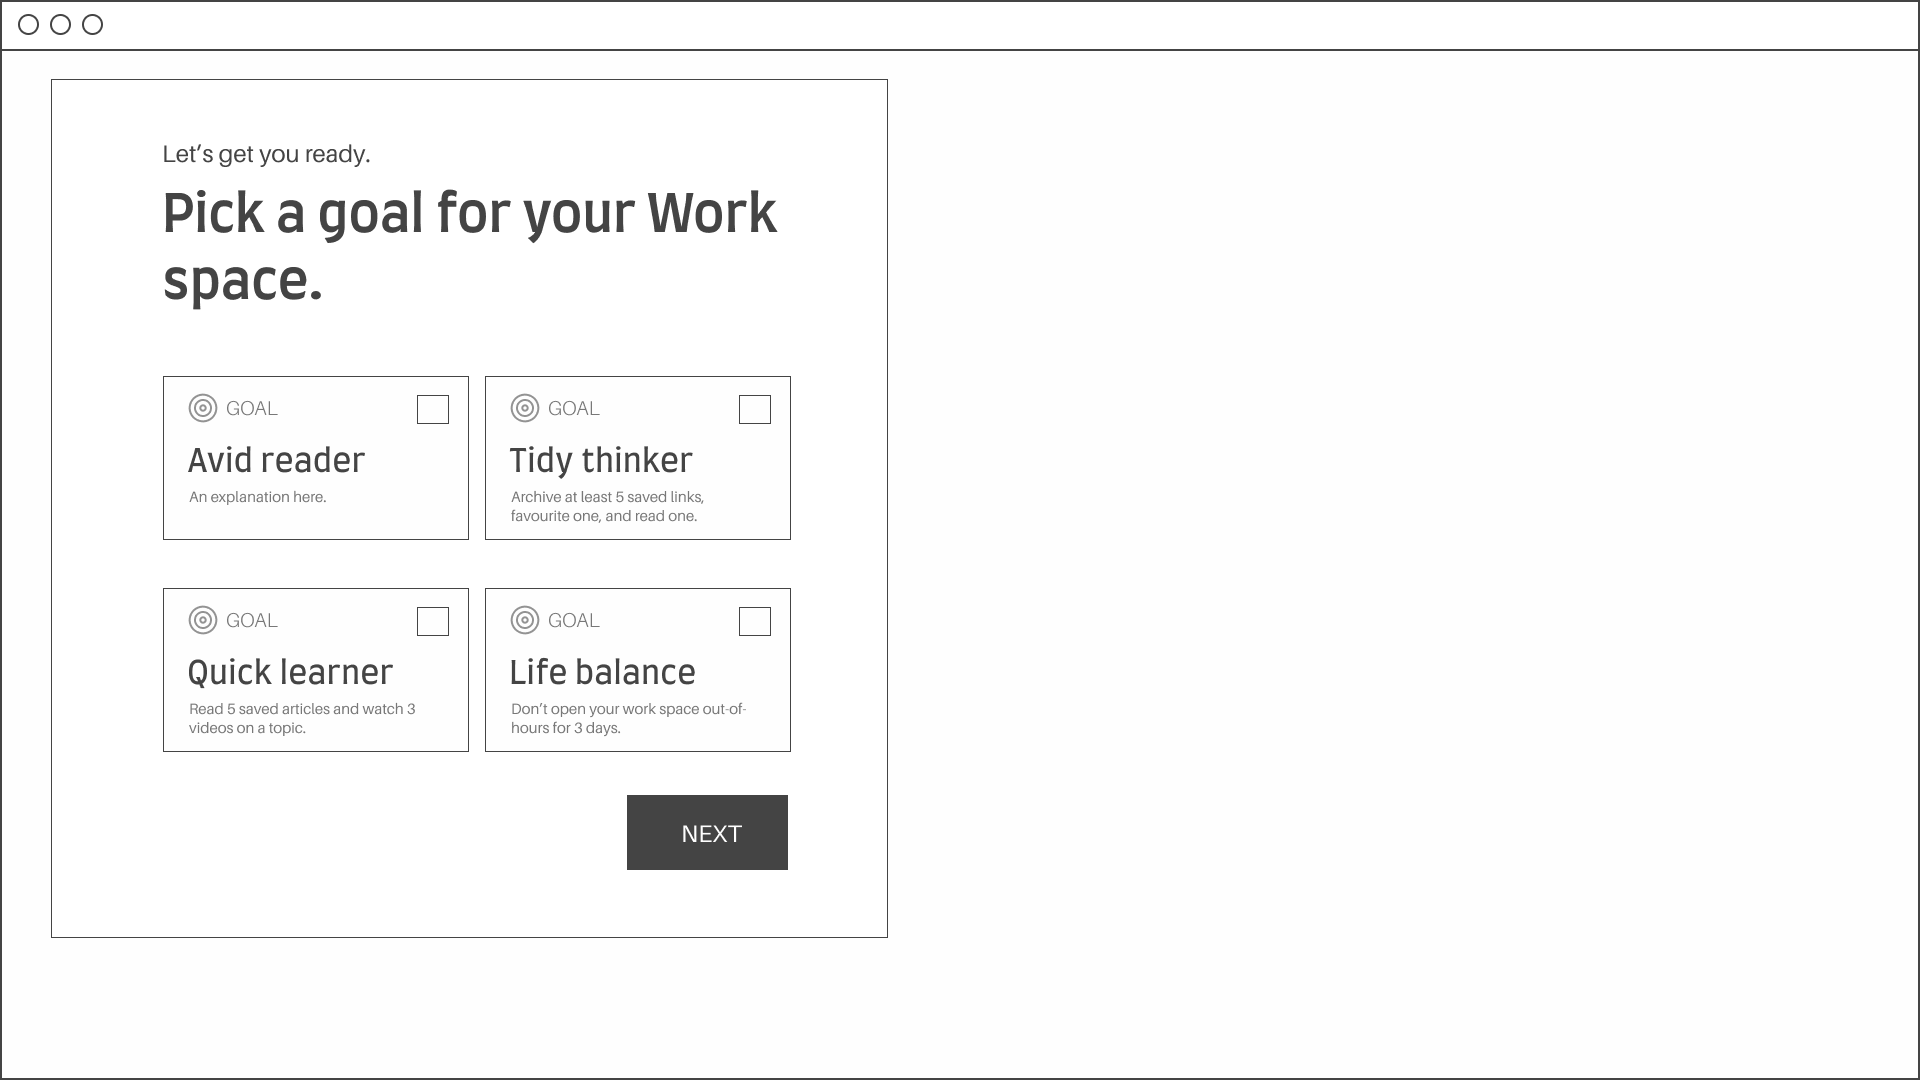 Let’s get you ready.
Pick a goal for your Work
space.
GOAL
Avid reader
An explanation here.
GOAL
Tidy thinker
Archive at least 5 saved links,
favourite one, and read one.
GOAL
Quick learner
Read 5 saved articles and watch 3
videos on a topic.
GOAL
Life balance
Don’t open your work space out-of-
hours for 3 days.
NEXT